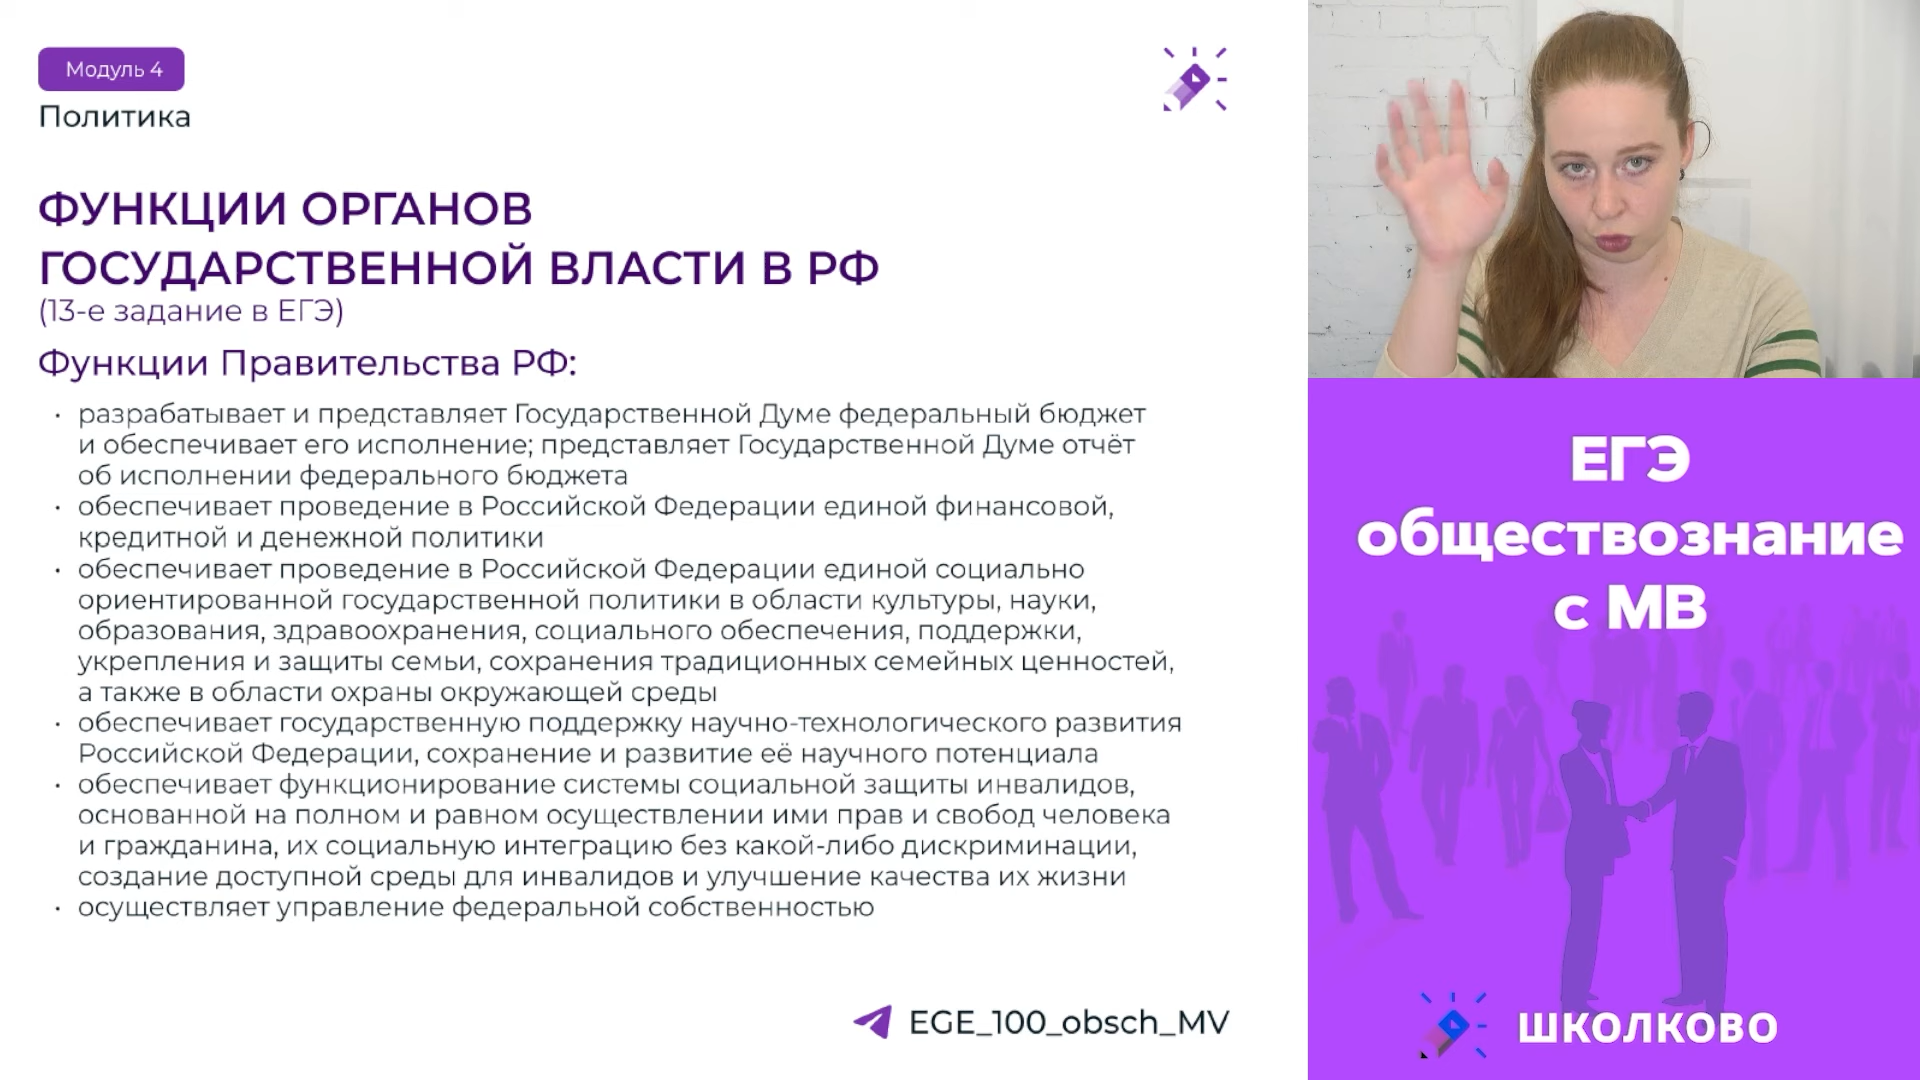 Модуль 4
Политика
ФУНКЦИИ ОРГАНОВ
ГОСУДАРСТВЕННОЙ ВЛАСТИ В РФ
(13-е задание в ЕГЭ)
Функции Правительства РФ:
· разрабатывает и представляет Государственной Думе федеральный бюджет
и обеспечивает его исполнение; представляет Государственной Думе отчёт
об исполнении федерального бюджета
· обеспечивает проведение в Российской Федерации единой финансовой,
кредитной и денежной политики
· обеспечивает проведение в Российской Федерации единой социально
ориентированной государственной политики в области культуры, науки,
образования, здравоохранения, социального обеспечения, поддержки,
укрепления и защиты семьи, сохранения традиционных семейных ценностей,
а также в области охраны окружающей среды
· обеспечивает государственную поддержку научно-технологического развития
Российской Федерации, сохранение и развитие её научного потенциала
· обеспечивает функционирование системы социальной защиты инвалидов,
основанной на полном и равном осуществлении ими прав и свобод человека
и гражданина, их социальную интеграцию без какой-либо дискриминации,
создание доступной среды для инвалидов и улучшение качества их жизни
· осуществляет управление федеральной собственностью
EGE_100_obsch_MV
ЕГЭ
обществознание
с МВ
ШКОЛКОВО